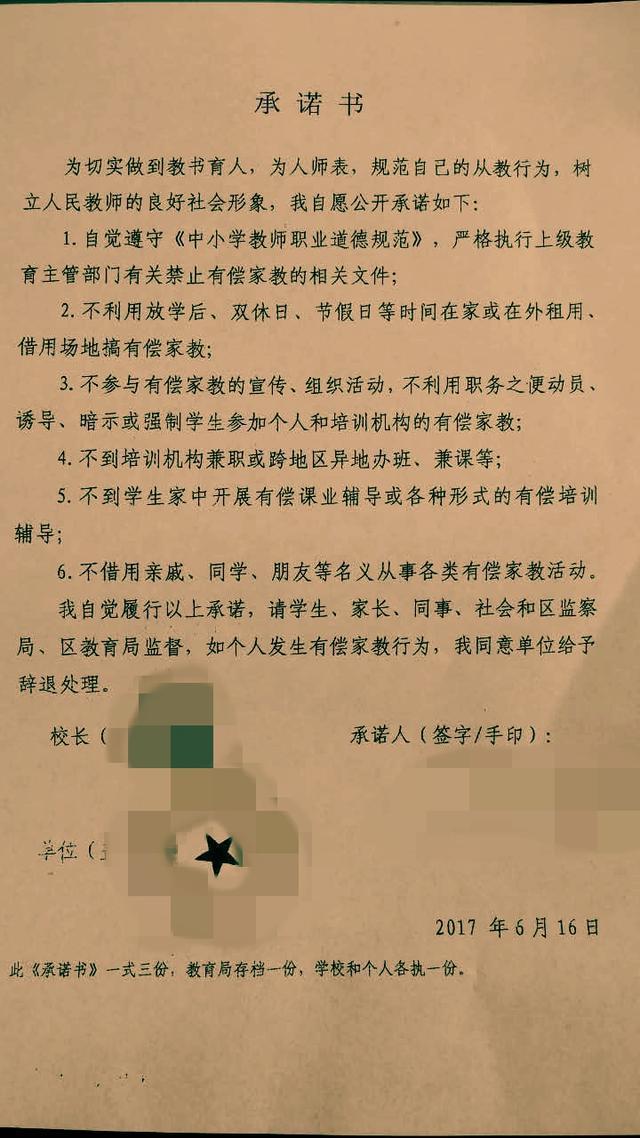 承诺书
为切实做到教书育人，为人师表，规范自己的从教行为，树
立人民教师的良好社会形象，我自愿公开承诺如下：
1.自觉遵守《中小学教师职业道德规范》，严格执行上级教
育主管部门有关禁止有偿家教的相关文件；
2.不利用放学后、双休日、节假日等时间在家或在外租用、
借用场地搞有偿家教；
3.不参与有偿家教的宣传、组织活动，不利用职务之便动员、
诱导、暗示或强制学生参加个人和培训机构的有偿家教；
4.不到培训机构兼职或跨地区异地办班、兼课等；
5.不到学生家中开展有偿课业辅导或各种形式的有偿培训
辅导；
6.不借用亲戚、同学、朋友等名义从事各类有偿家教活动。
我自觉履行以上承诺，请学生、家长、同事、社会和区监察
局、区教育局监督，如个人发生有偿家教行为，我同意单位给予
辞退处理。
校长（ 承诺人（签字/手印）：
单位（
2017 年 6 月 16 日
此《承诺书》一式三份，教育局存档一份，学校和个人各执一份。